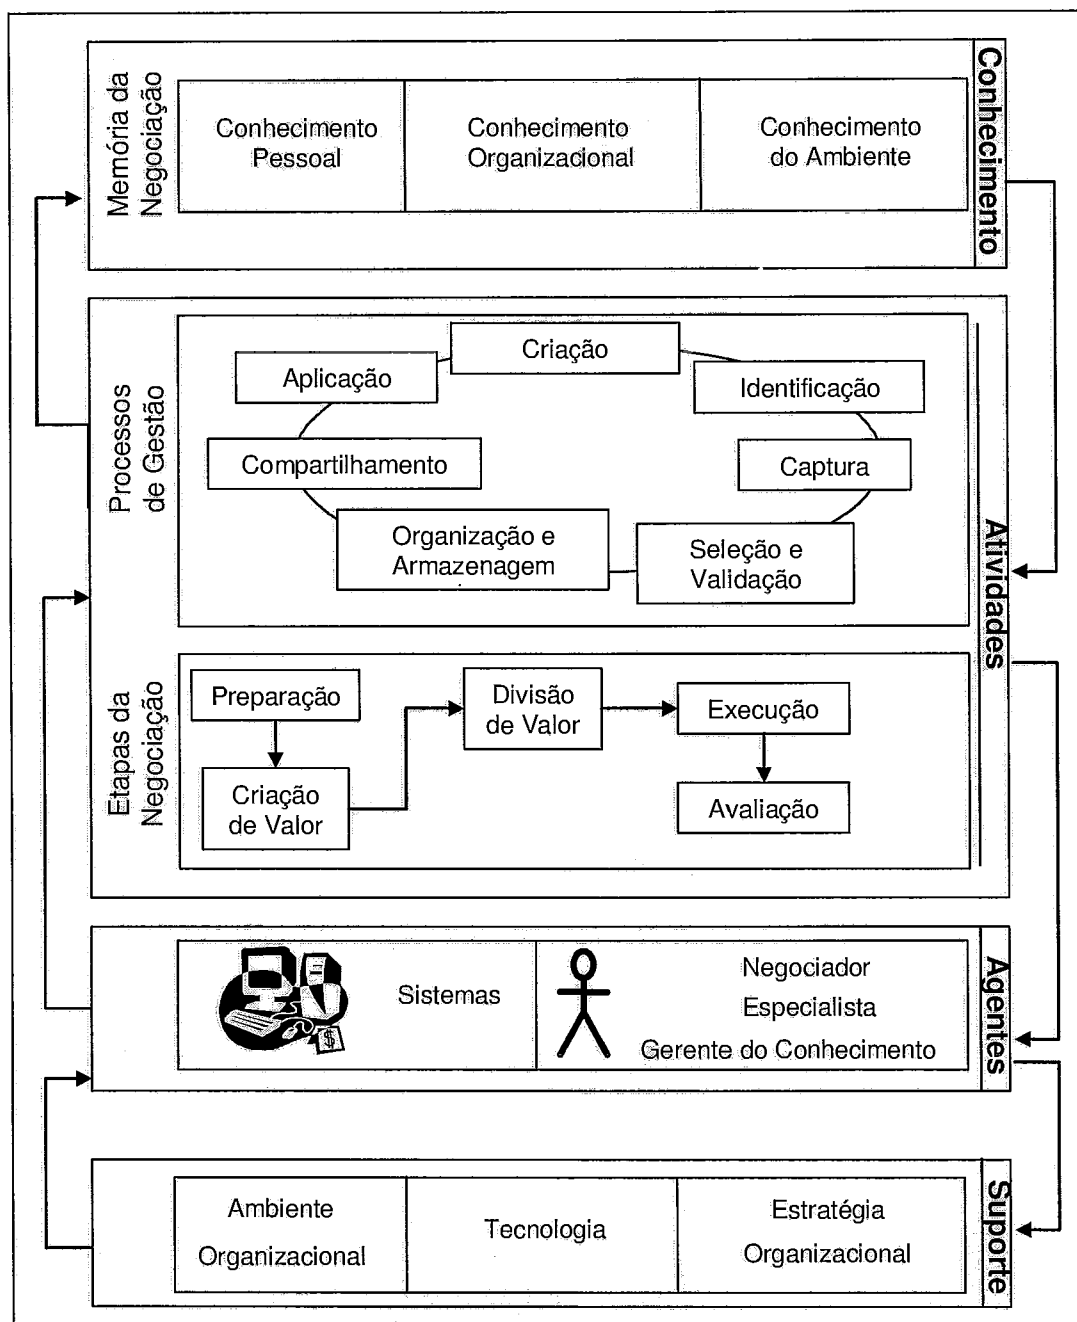 Memória da
Negociação
Conhecimento
Pessoal
Conhecimento
Organizacional
Conhecimento
do Ambiente
Conhecimento
Processos
de Gestão
Criação
Aplicação
Identificação
Compartilhamento
Captura
Organização e
Armazenagem
Seleção e
Validação
Atividades
Etapas da
Negociação
Preparação
Divisão
de Valor
Execução
Criação
de Valor
Avaliação
Sistemas
$
Negociador
Especialista
Gerente do Conhecimento
Agentes
Ambiente
Organizacional
Tecnologia
Estratégia
Organizacional
Suporte